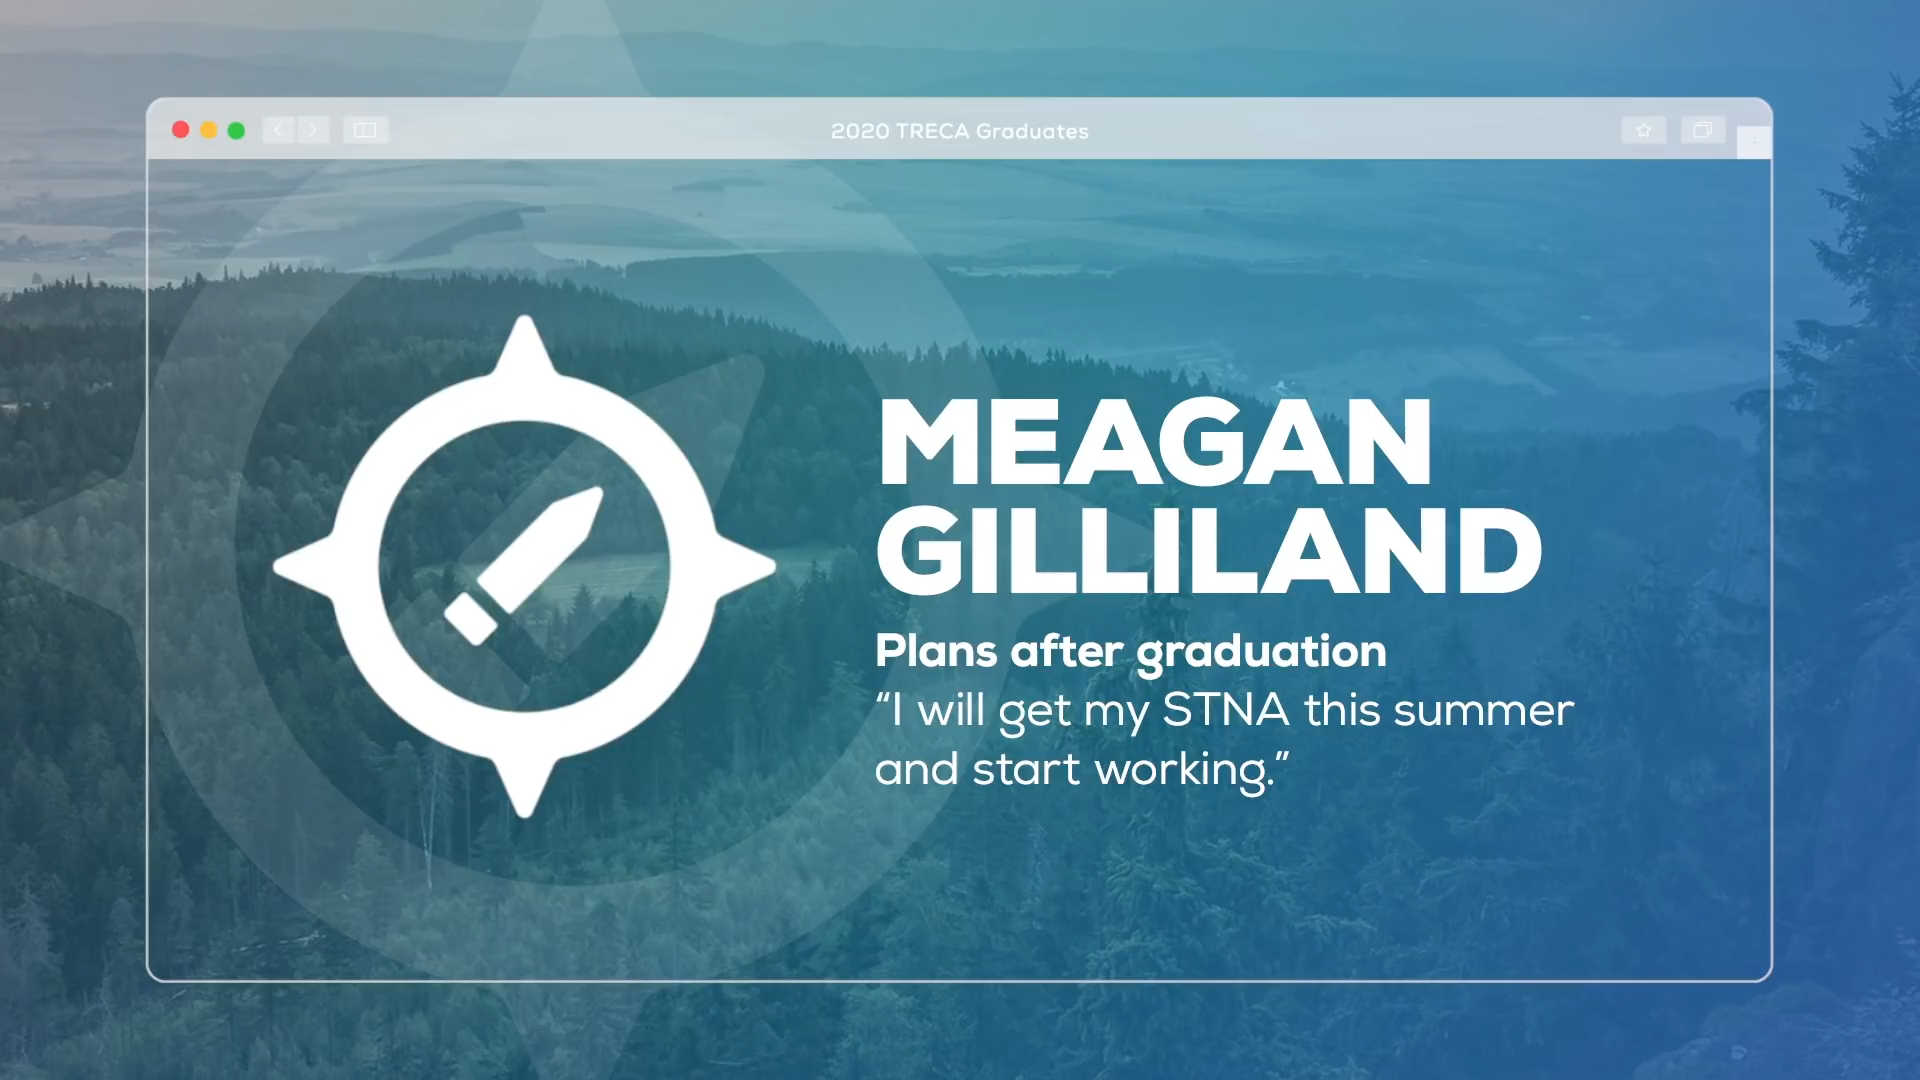 2020 TRECA Graduates
MEAGAN
GILLILAND
Plans after graduation
“I will get my STNA this summer
and start working.”